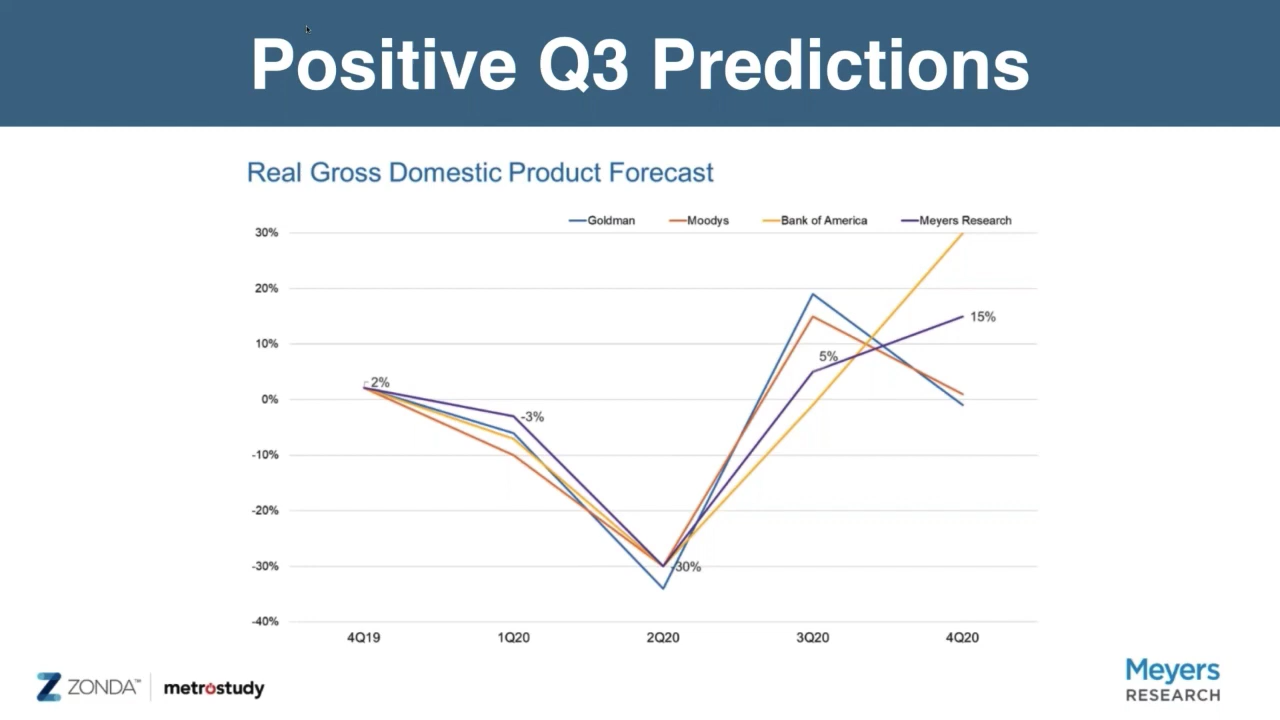 Positive Q3 Predictions
Real Gross Domestic Product Forecast
Goldman Moodys Bank of America Meyers Research
30%
20%
15%
10%
5%
2%
0%
-3%
-10%
-20%
-30%
-30%
-40%
4Q19 1Q20 2Q20 3Q20 4Q20
ZONDA™ metrostudy
Meyers
RESEARCH